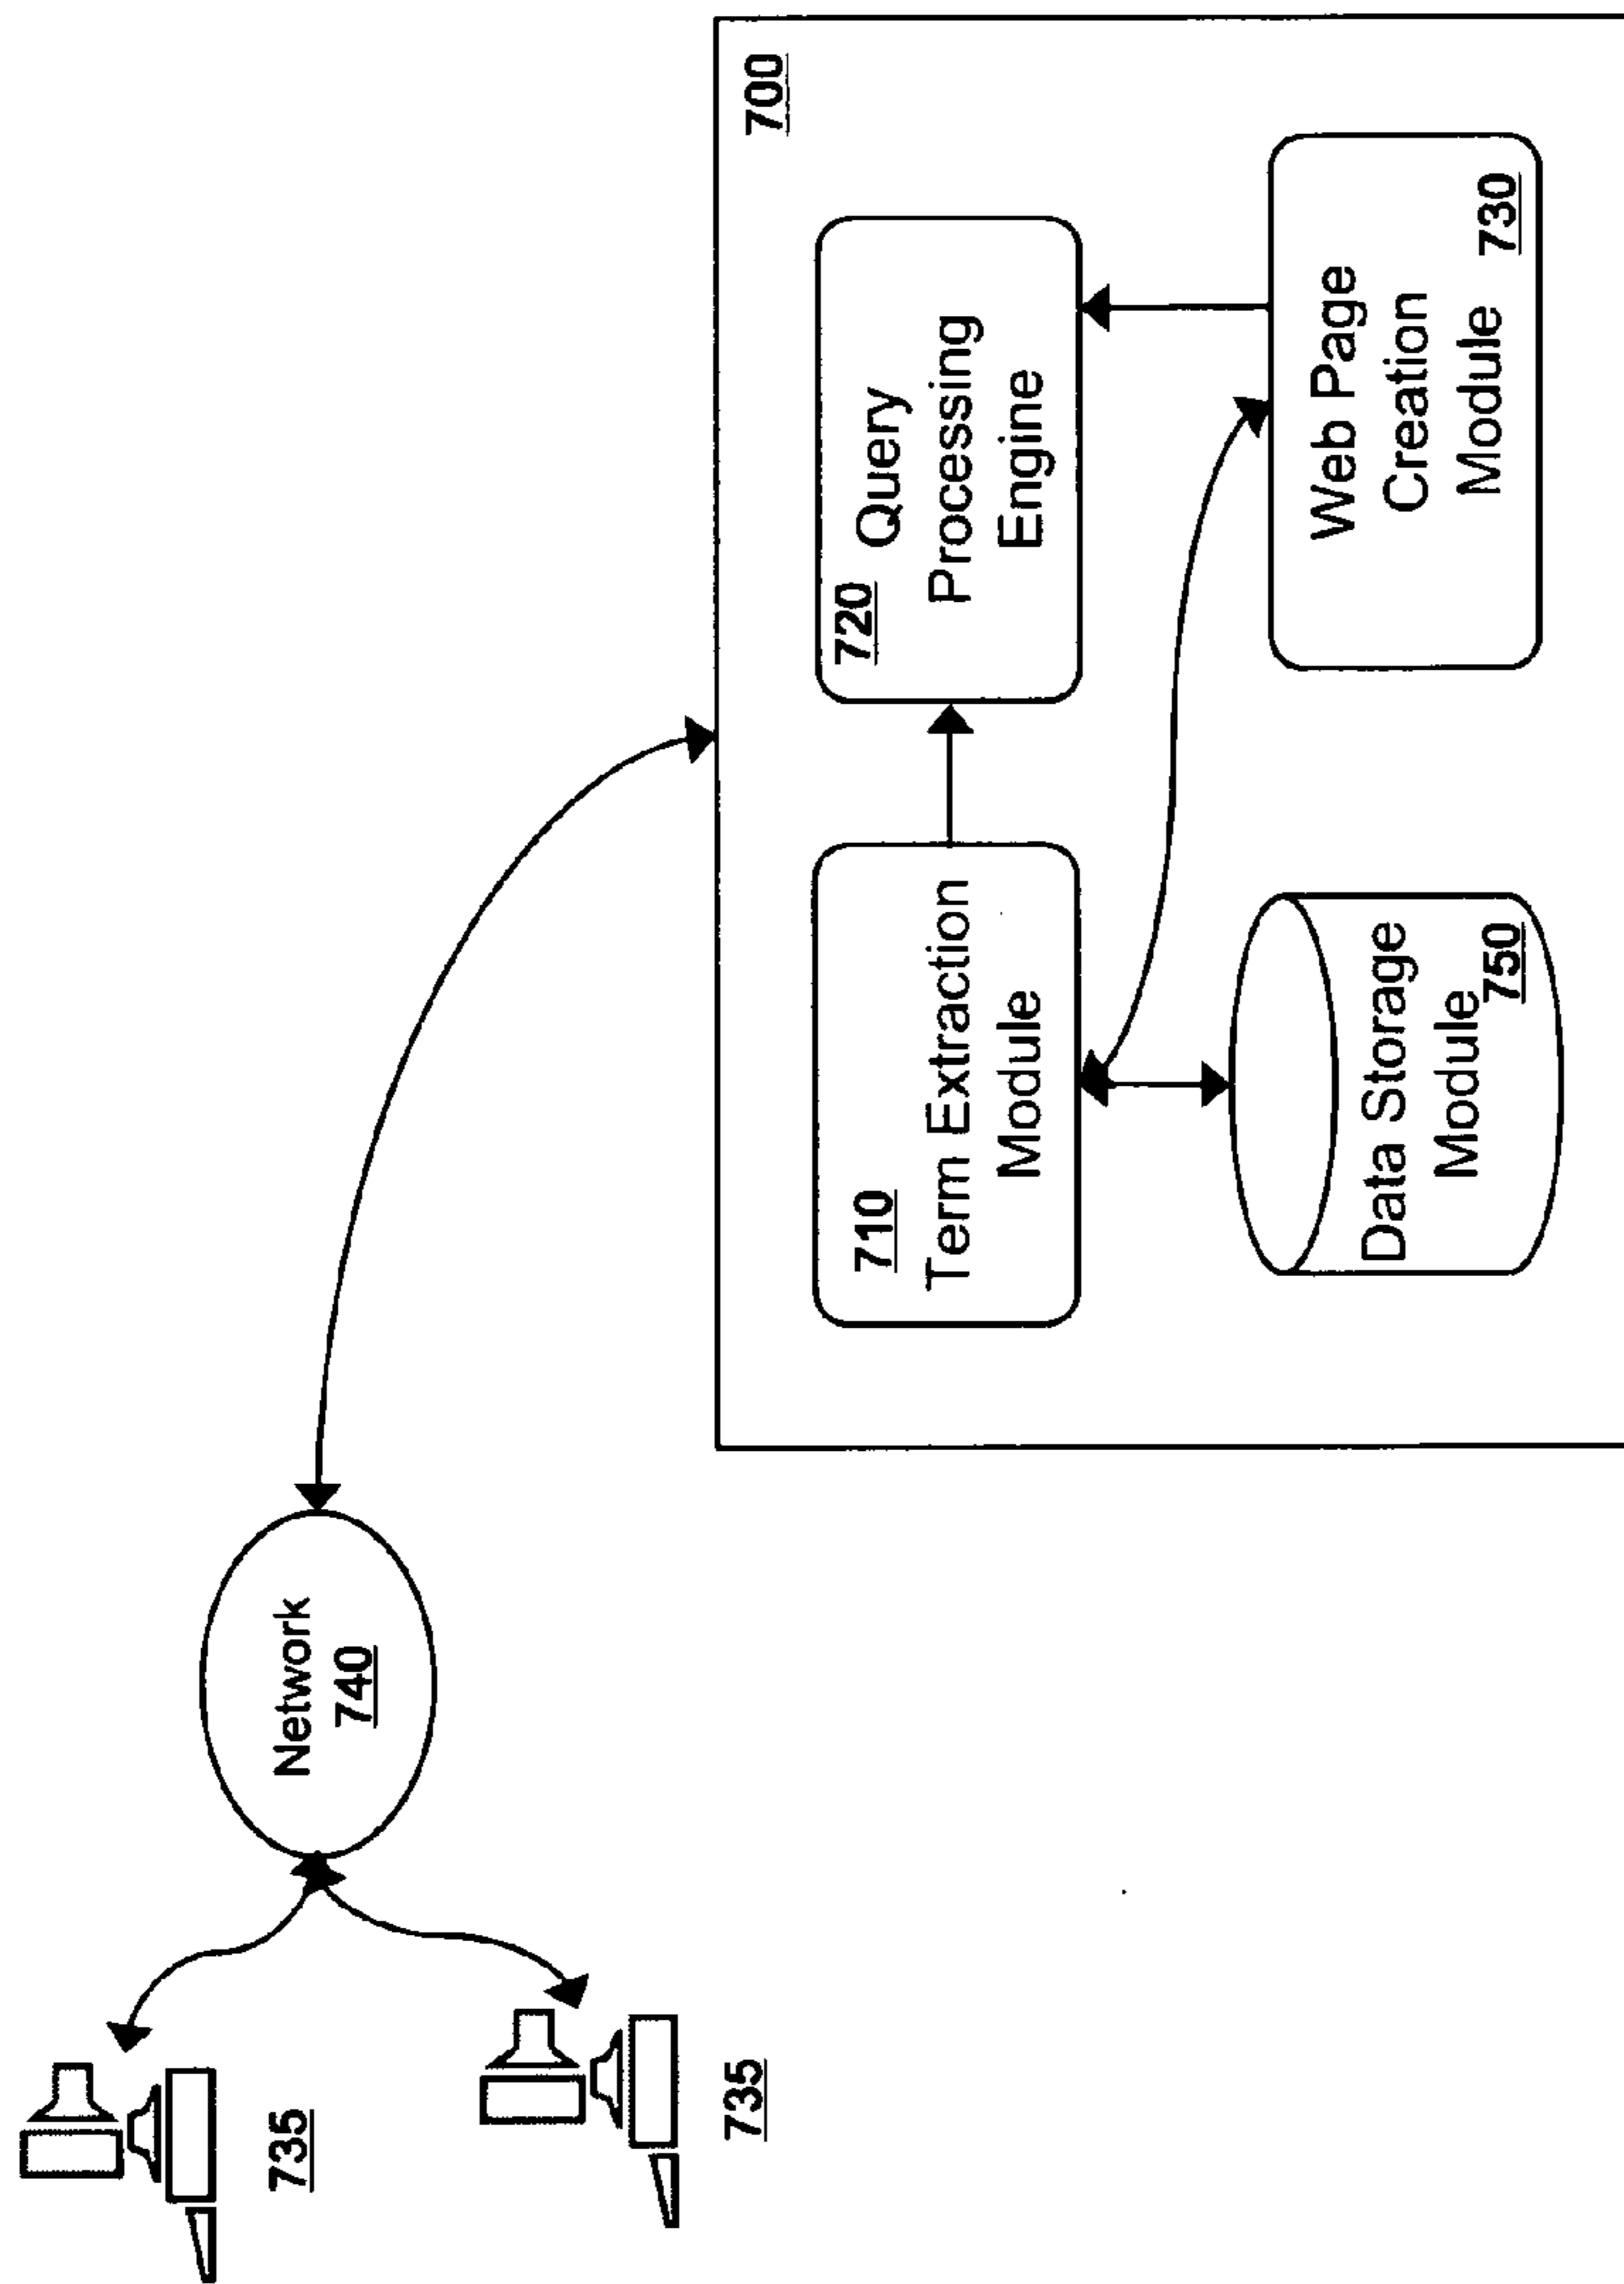 735
735
Network
740
700
710
Term Extraction
Module
720 Query
Processing
Engine
Data Storage
Module
750
Web Page
Creation
Module 730